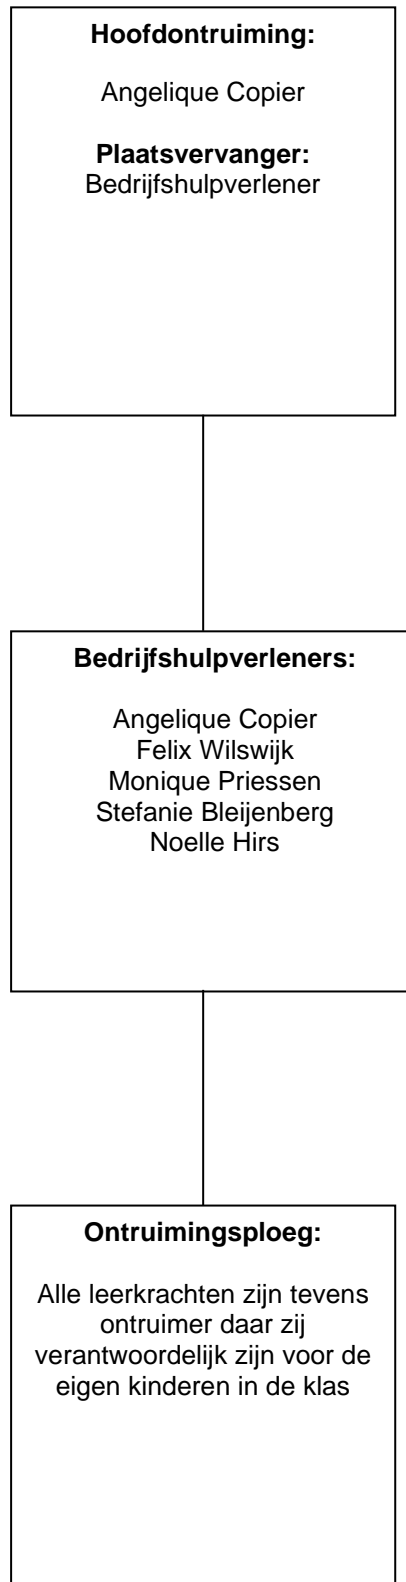 Hoofdontruiming:
Angelique Copier
Plaatsvervanger:
Bedrijfshulpverlener
Bedrijfshulpverleners:
Angelique Copier
Felix Wilswijk
Monique Priessen
Stefanie Bleijenberg
Noelle Hirs
Ontruimingsploeg:
Alle leerkrachten zijn tevens
ontruimer daar zij
verantwoordelijk zijn voor de
eigen kinderen in de klas